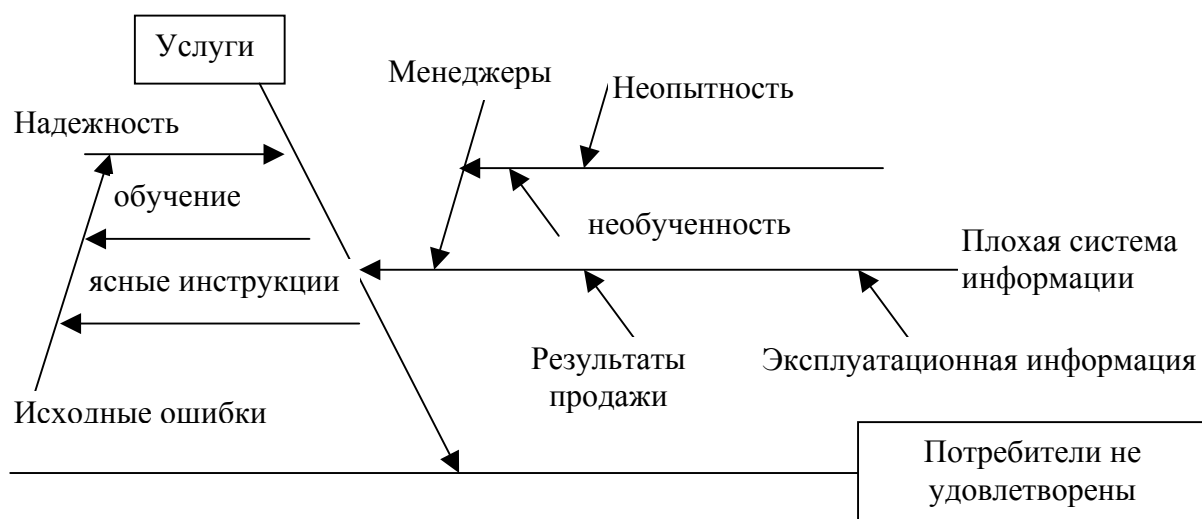 Услуги
Менеджеры
Неопытность
Надежность
обучение
необученность
Плохая система
информации
ясные инструкции
Результаты
продажи
Эксплуатационная информация
Исходные ошибки
Потребители не
удовлетворены